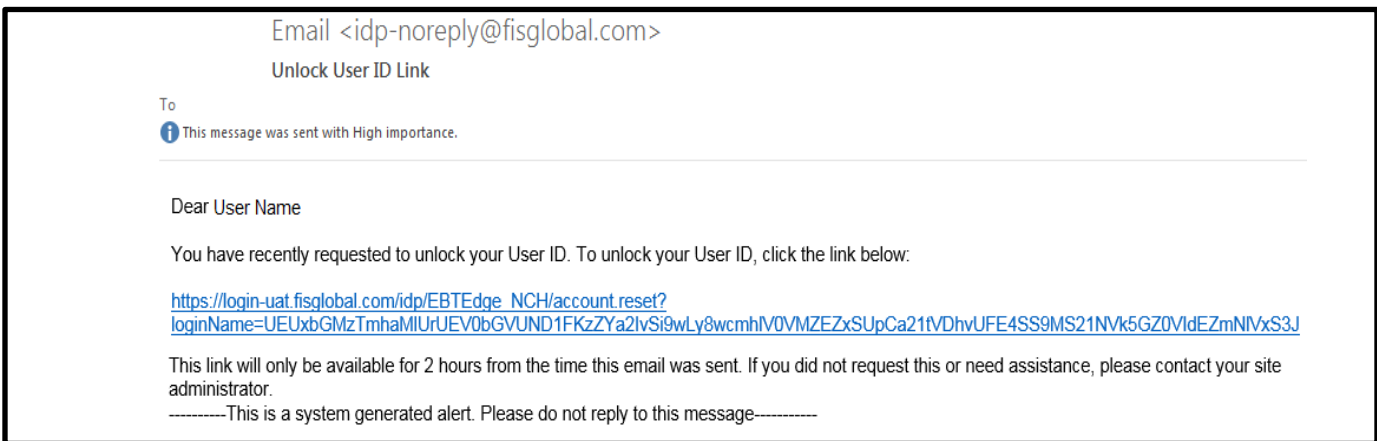 Email <idp-noreply@fisglobal.com>
Unlock User ID Link
To
This message was sent with High importance.
Dear User Name
You have recently requested to unlock your User ID. To unlock your User ID, click the link below:
https://login-uat.fisglobal.com/idp/EBTEdge_NCH/account.reset?
This link will only be available for 2 hours from the time this email was sent. If you did not request this or need assistance, please contact your site
administrator.
----------This is a system generated alert. Please do not reply to this message-----------